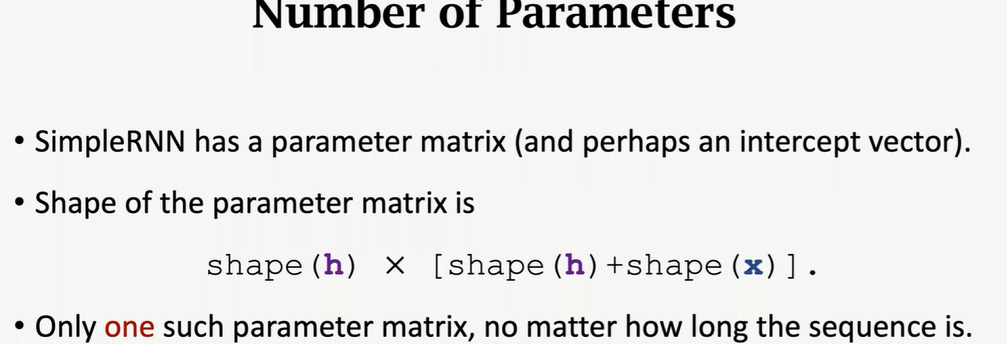 Number of Parameters
• SimpleRNN has a parameter matrix (and perhaps an intercept vector).
• Shape of the parameter matrix is
shape(h) × [shape(h)+shape(x)].
• Only one such parameter matrix, no matter how long the sequence is.